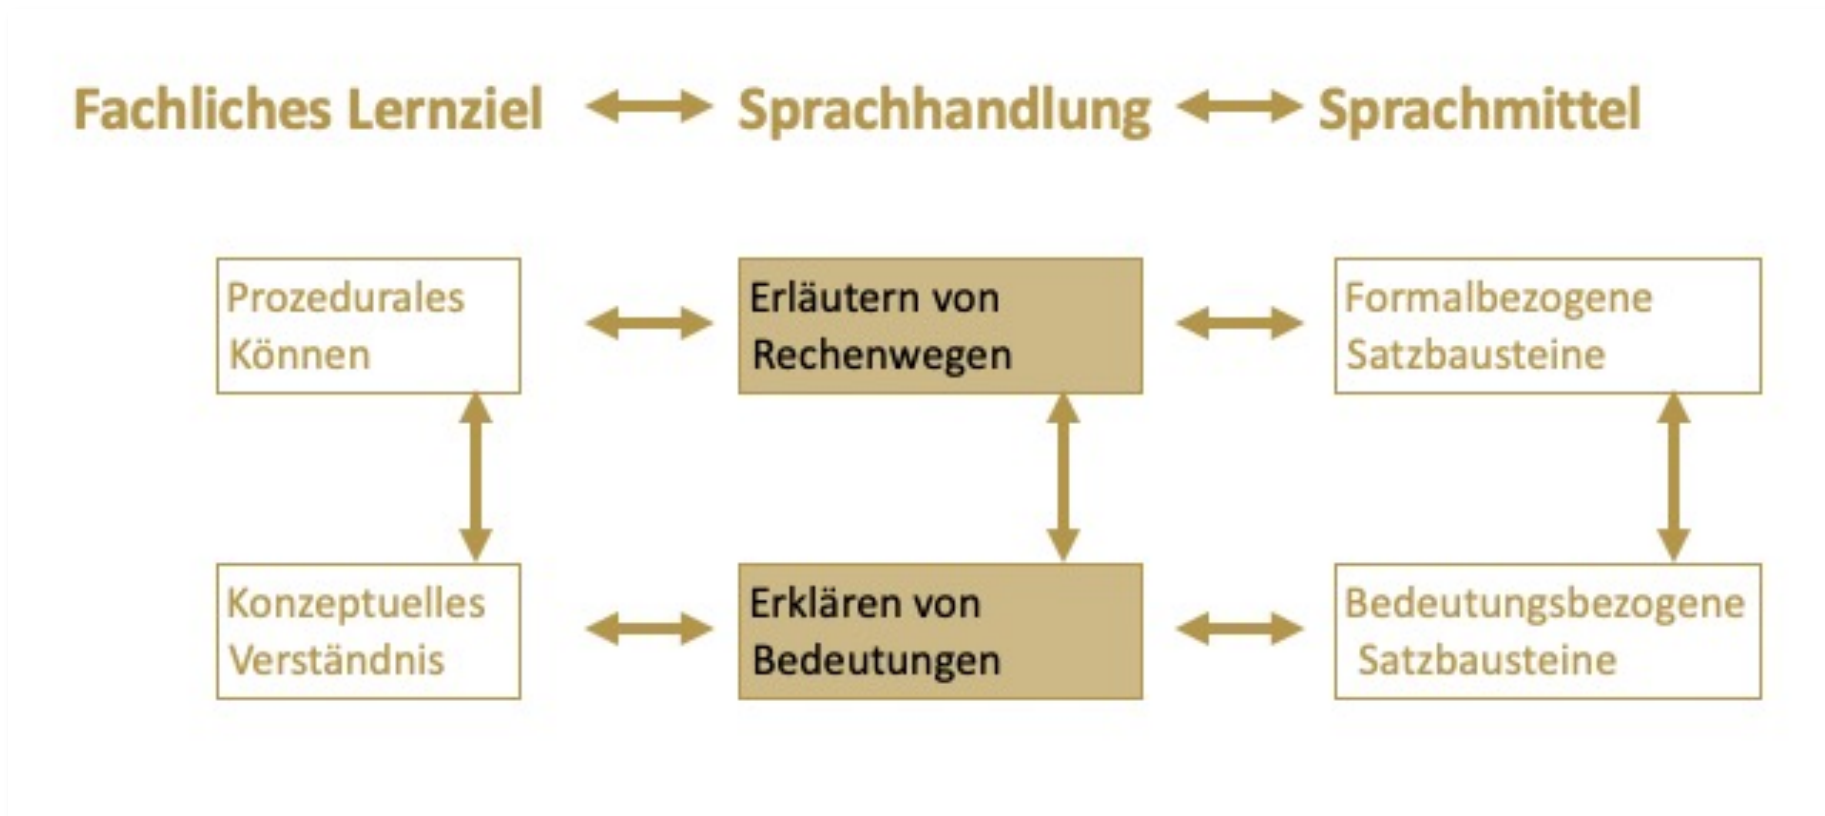 Fachliches Lernziel Sprachhandlung Sprachmittel
Prozedurales
Können
Erläutern von
Rechenwegen
Formalbezogene
Satzbausteine
Konzeptuelles
Verständnis
Erklären von
Bedeutungen
Bedeutungsbezogene
Satzbausteine